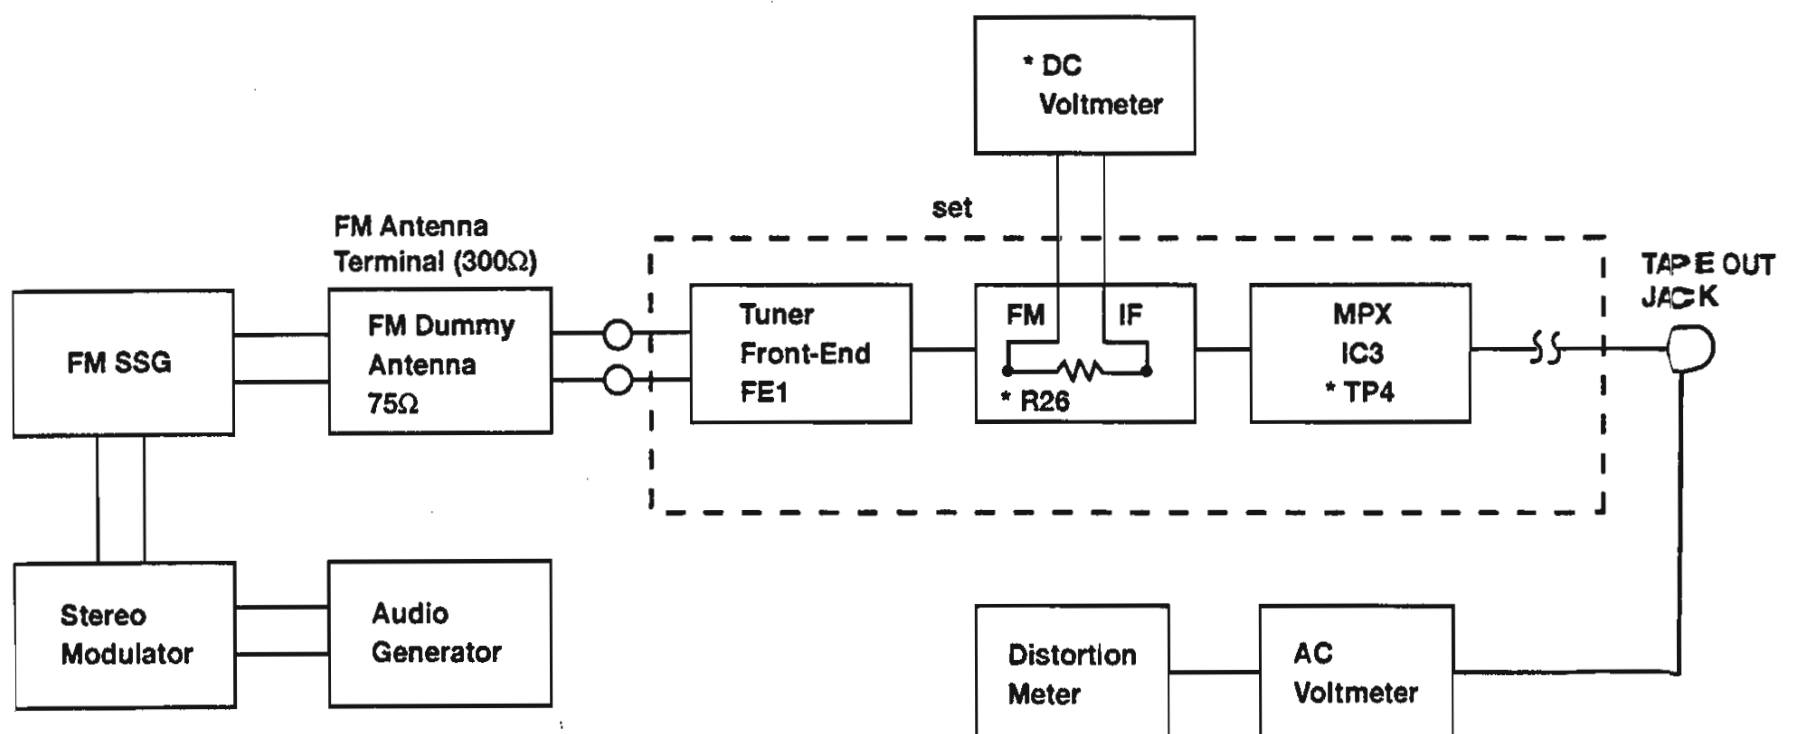 * DC
Voltmeter
set
FM Antenna
Terminal (300Ω)
TAPE OUT
JACK
FM SSG
FM Dummy
Antenna
75Ω
Tuner
Front-End
FE1
FM IF
* R26
MPX
IC3
* TP4
Stereo
Modulator
Audio
Generator
Distortion
Meter
AC
Voltmeter